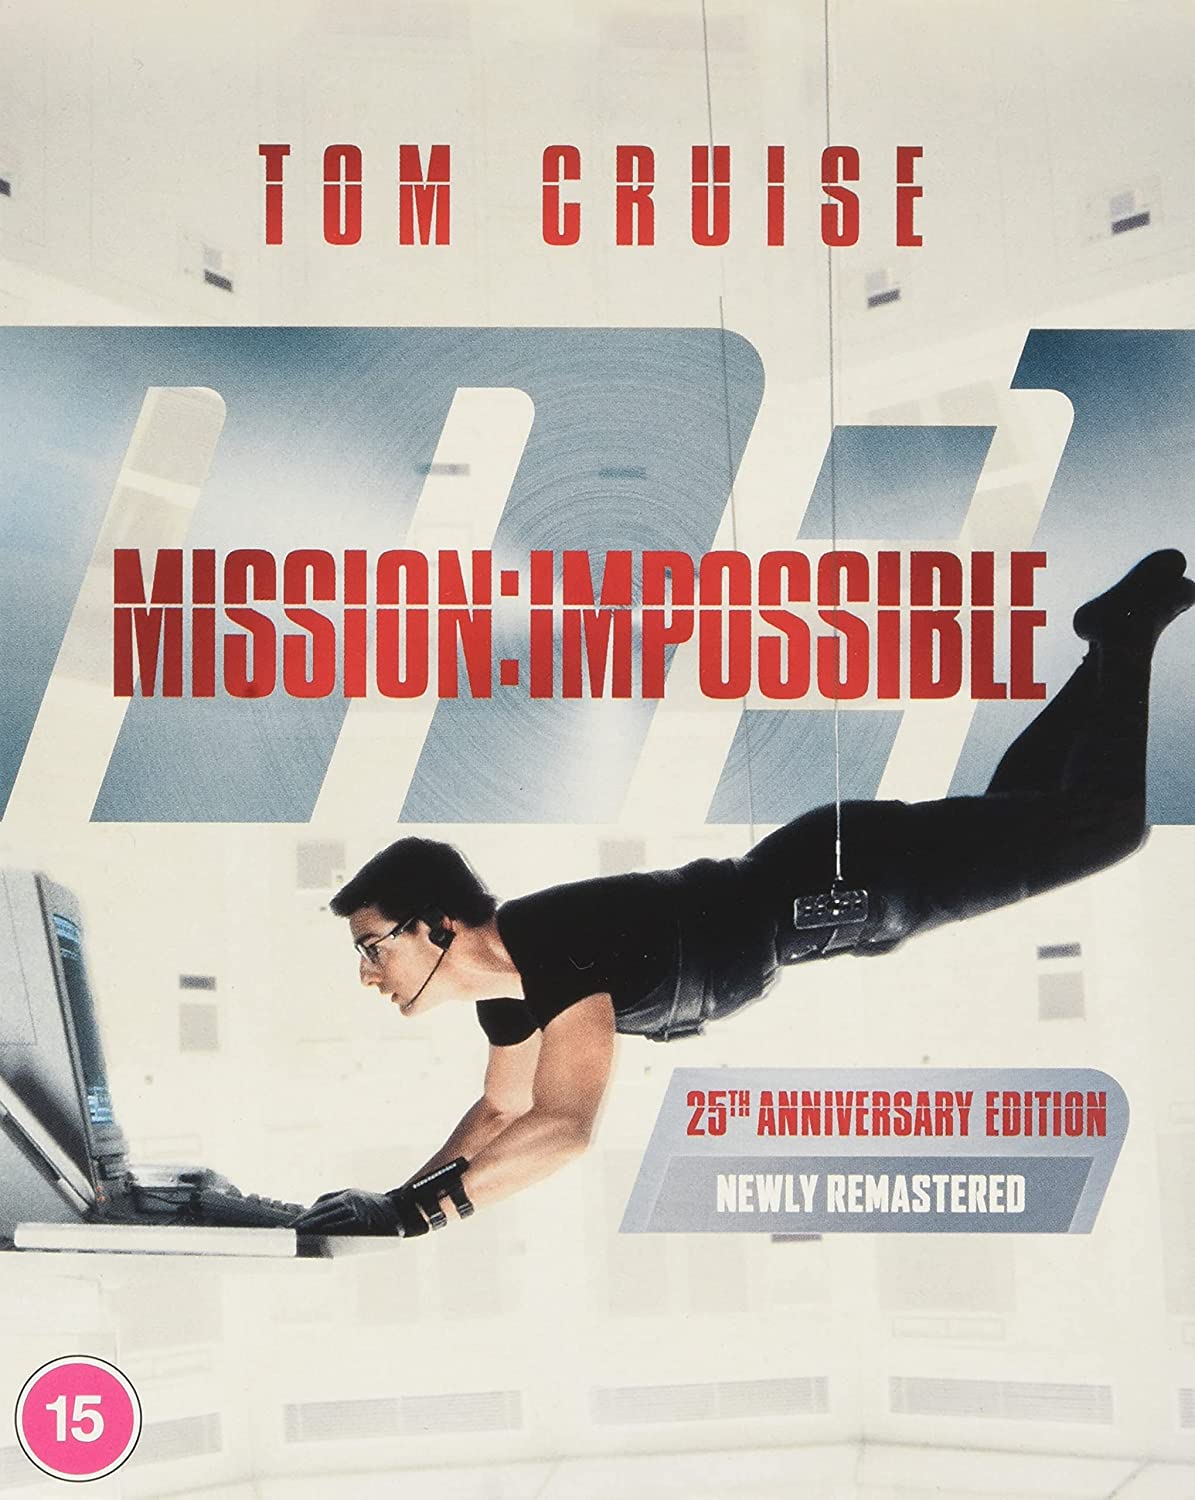 TOM CRUISE
MISSION:IMPOSSIBLE
25TH ANNIVERSARY EDITION
NEWLY REMASTERED
15